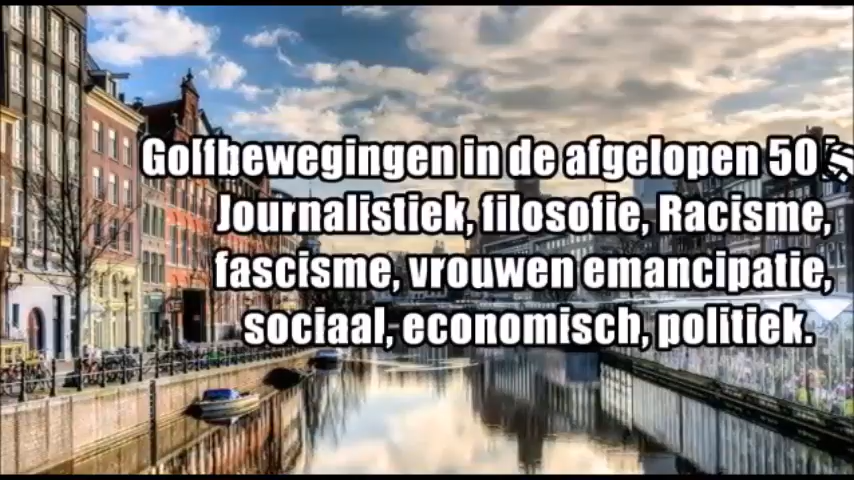 Golfbewegingen in de afgelopen 50
Journalistiek, filosofie, Racisme,
fascisme, vrouwen emancipatie,
sociaal, economisch, politiek.